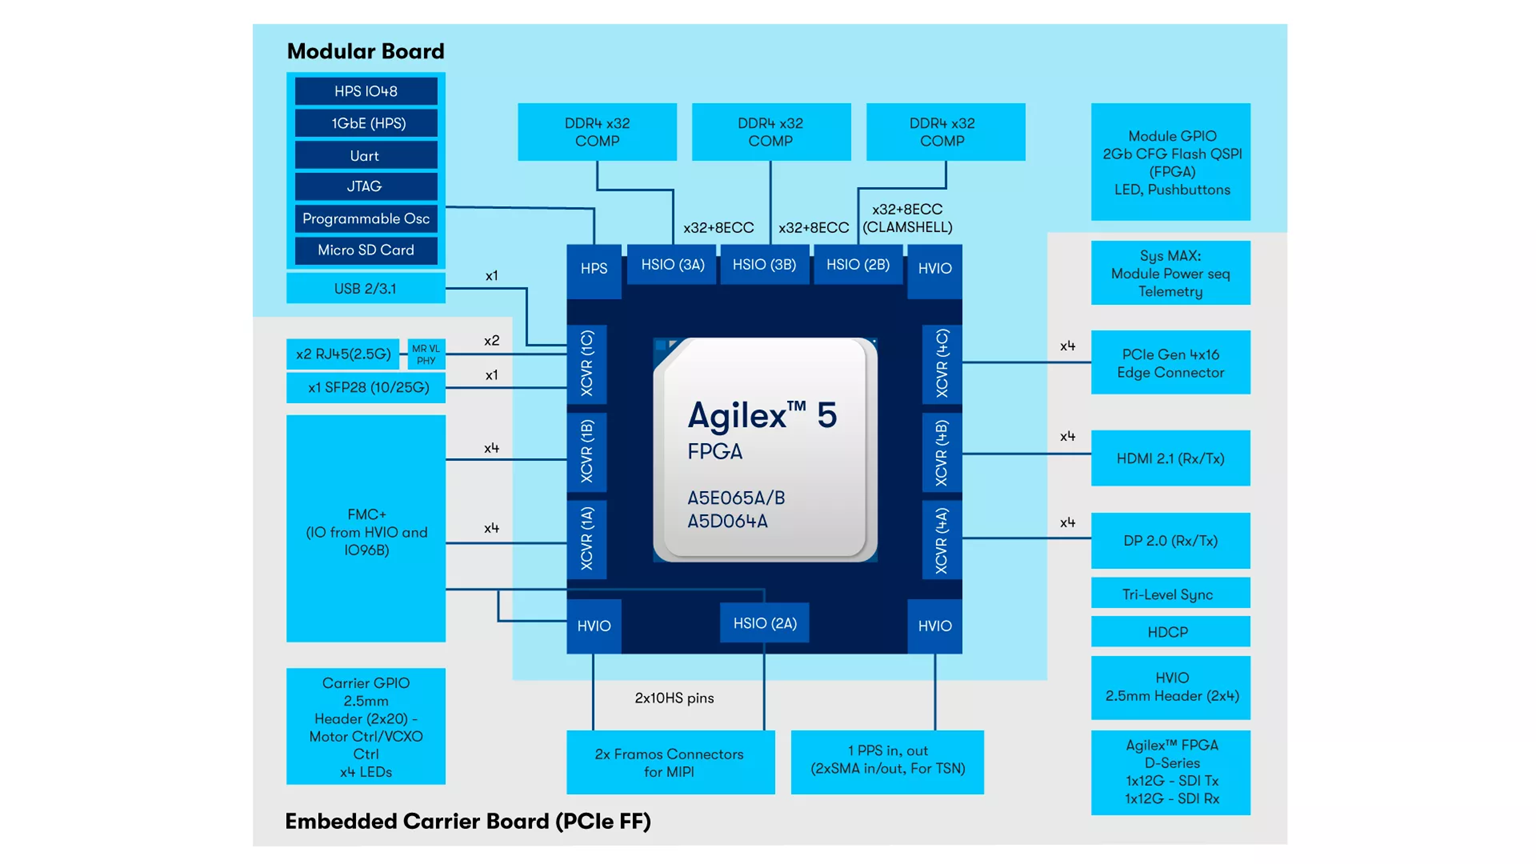 Modular Board
HPS IO48
1GbE (HPS)
Uart
JTAG
Programmable Osc
Micro SD Card
USB 2/3.1
x1
x2 RJ45(2.5G)
MR VL
PHY
x2
x1 SFP28 (10/25G)
x1
FMC+
(IO from HVIO and
IO96B)
x4
x4
Carrier GPIO
2.5mm
Header (2x20) -
Motor Ctrl/VCXO
Ctrl
x4 LEDs
DDR4 x32
COMP
DDR4 x32
COMP
DDR4 x32
COMP
x32+8ECC
x32+8ECC
x32+8ECC
(CLAMSHELL)
HPS
HSIO (3A)
HSIO (3B)
HSIO (2B)
HVIO
XCVR (1C)
XCVR (1B)
XCVR (1A)
Agilex™ 5
FPGA
A5E065A/B
A5D064A
XCVR (4C)
XCVR (4B)
XCVR (4A)
HVIO
HSIO (2A)
HVIO
2x10HS pins
2x Framos Connectors
for MIPI
1 PPS in, out
(2xSMA in/out, For TSN)
Module GPIO
2Gb CFG Flash QSPI
(FPGA)
LED, Pushbuttons
Sys MAX:
Module Power seq
Telemetry
x4
PCIe Gen 4x16
Edge Connector
x4
HDMI 2.1 (Rx/Tx)
x4
DP 2.0 (Rx/Tx)
Tri-Level Sync
HDCP
HVIO
2.5mm Header (2x4)
Agilex™ FPGA
D-Series
1x12G - SDI Tx
1x12G - SDI Rx
Embedded Carrier Board (PCIe FF)